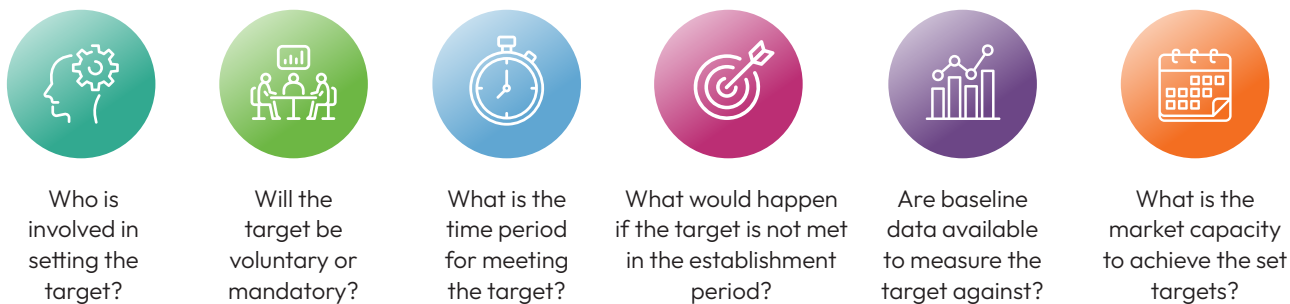 Who is
involved in
setting the
target?
Will the
target be
voluntary or
mandatory?
What is the
time period
for meeting
the target?
What would happen
if the target is not met
in the establishment
period?
Are baseline
data available
to measure the
target against?
What is the
market capacity
to achieve the set
targets?